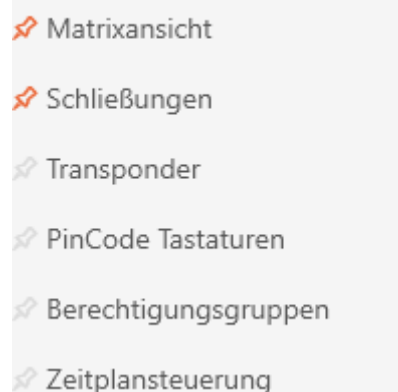 Matrixansicht
Schließungen
Transponder
PinCode Tastaturen
Berechtigungsgruppen
Zeitplansteuerung